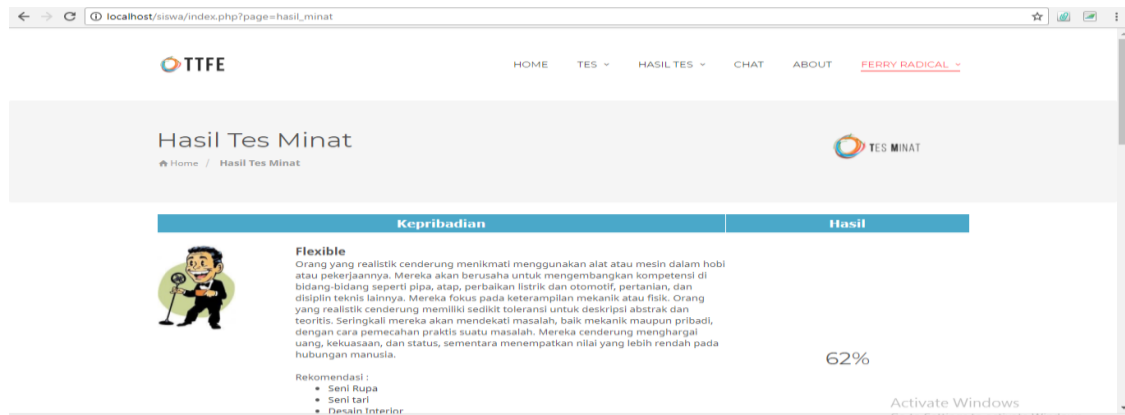 localhost/siswa/index.php?page=hasil_minat
TTFE
HOME TES HASIL TES CHAT ABOUT FERRY RADICAL
Hasil Tes Minat
Home / Hasil Tes Minat
TES MINAT
Kepribadian Hasil
Flexible
Orang yang realistik cenderung menikmati menggunakan alat atau mesin dalam hobi
atau pekerjaannya. Mereka akan berusaha untuk mengembangkan kompetensi di
bidang-bidang seperti pipa, atap, perbaikan listrik dan otomotif, pertanian, dan
disiplin teknis lainnya. Mereka fokus pada keterampilan mekanik atau fisik. Orang
yang realistik cenderung memiliki sedikit toleransi untuk deskripsi abstrak dan
teoritis. Seringkali mereka akan mendekati masalah, baik mekanik maupun pribadi,
dengan cara pemecahan praktis suatu masalah. Mereka cenderung menghargai
uang, kekuasaan, dan status, sementara menempatkan nilai yang lebih rendah pada
hubungan manusia.
62%
Rekomendasi :
• Seni Rupa
• Seni tari
• Desain Interior
Activate Windows